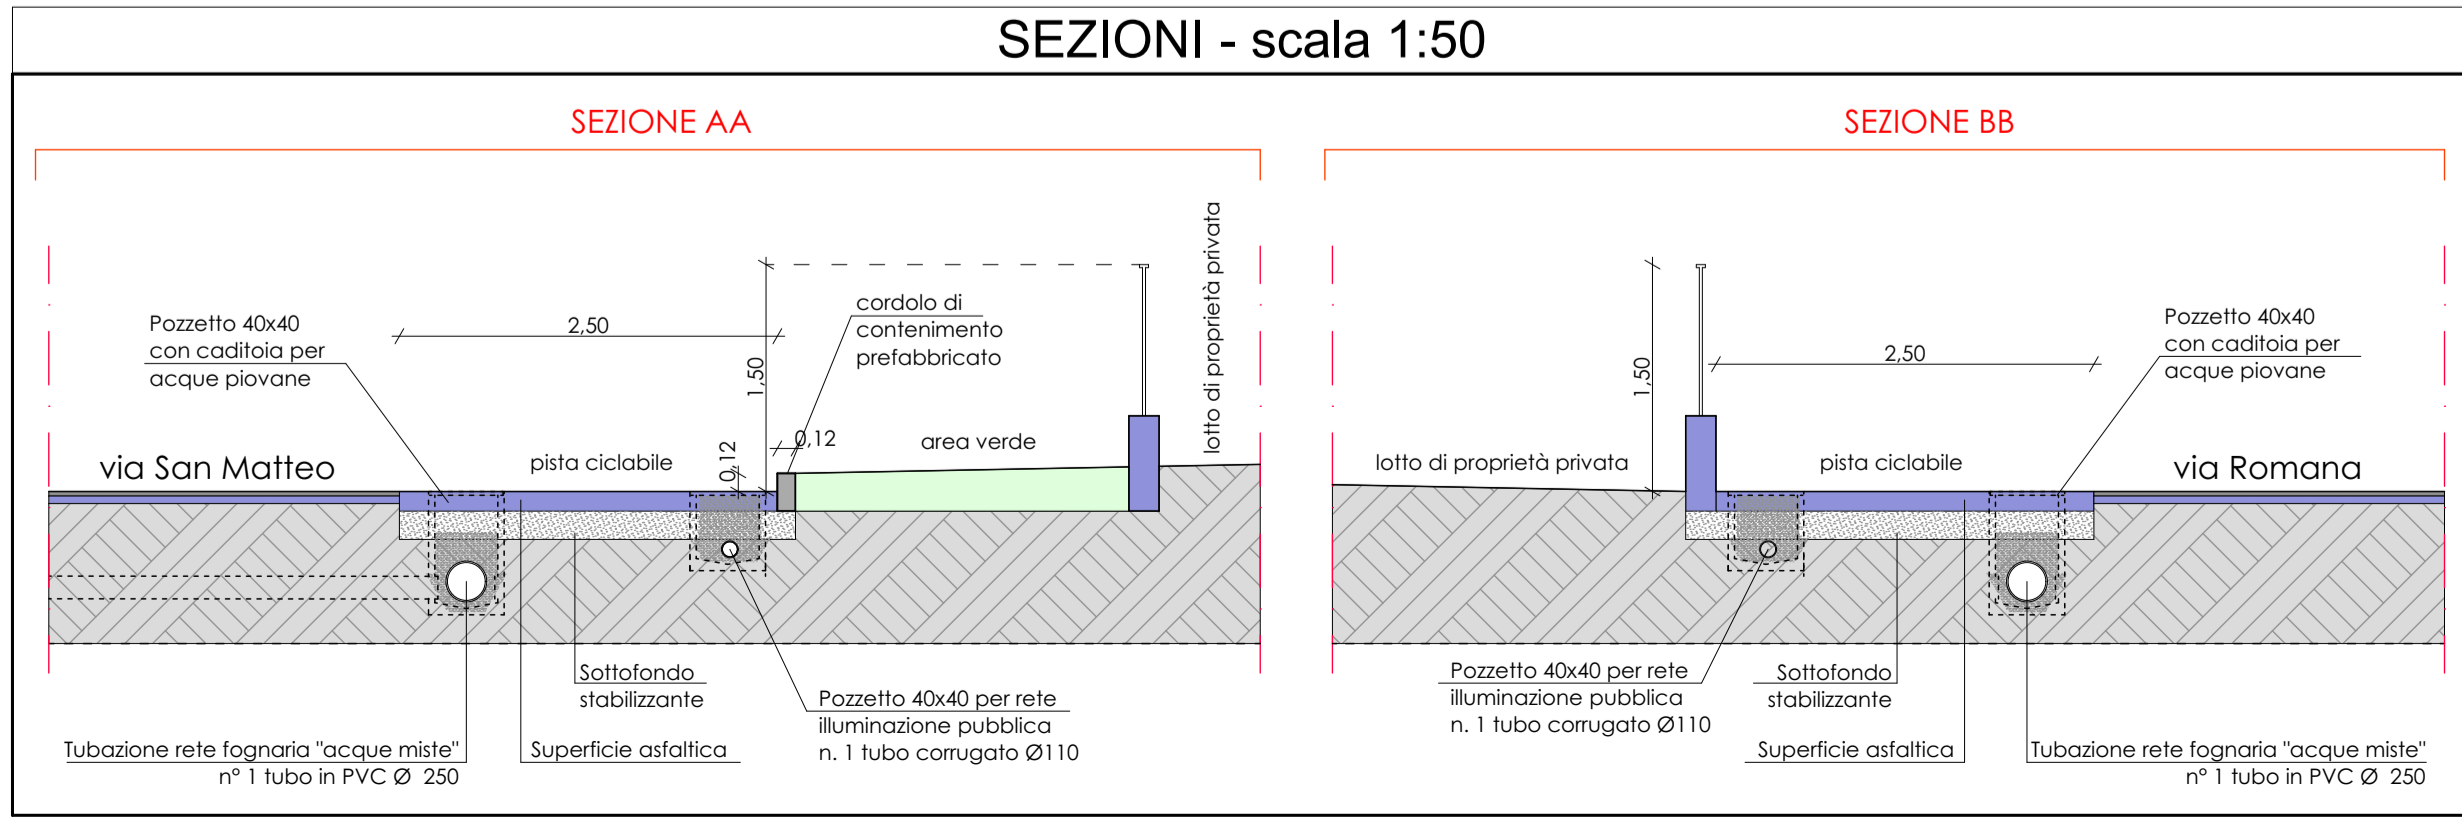 SEZIONI - scala 1:50
SEZIONE AA
Pozzetto 40x40
con caditoia per
acque piovane
2,50
1,50
cordolo di
contenimento
prefabbricato
lotto di proprietà privata
0,12
0,12
area verde
via San Matteo
pista ciclabile
Sottofondo
stabilizzante
Pozzetto 40x40 per rete
illuminazione pubblica
n. 1 tubo corrugato Ø110
Tubazione rete fognaria "acque miste"
n° 1 tubo in PVC Ø 250
Superficie asfaltica
SEZIONE BB
1,50
2,50
Pozzetto 40x40
con caditoia per
acque piovane
lotto di proprietà privata
pista ciclabile
via Romana
Pozzetto 40x40 per rete
illuminazione pubblica
n. 1 tubo corrugato Ø110
Sottofondo
stabilizzante
Superficie asfaltica
Tubazione rete fognaria "acque miste"
n° 1 tubo in PVC Ø 250